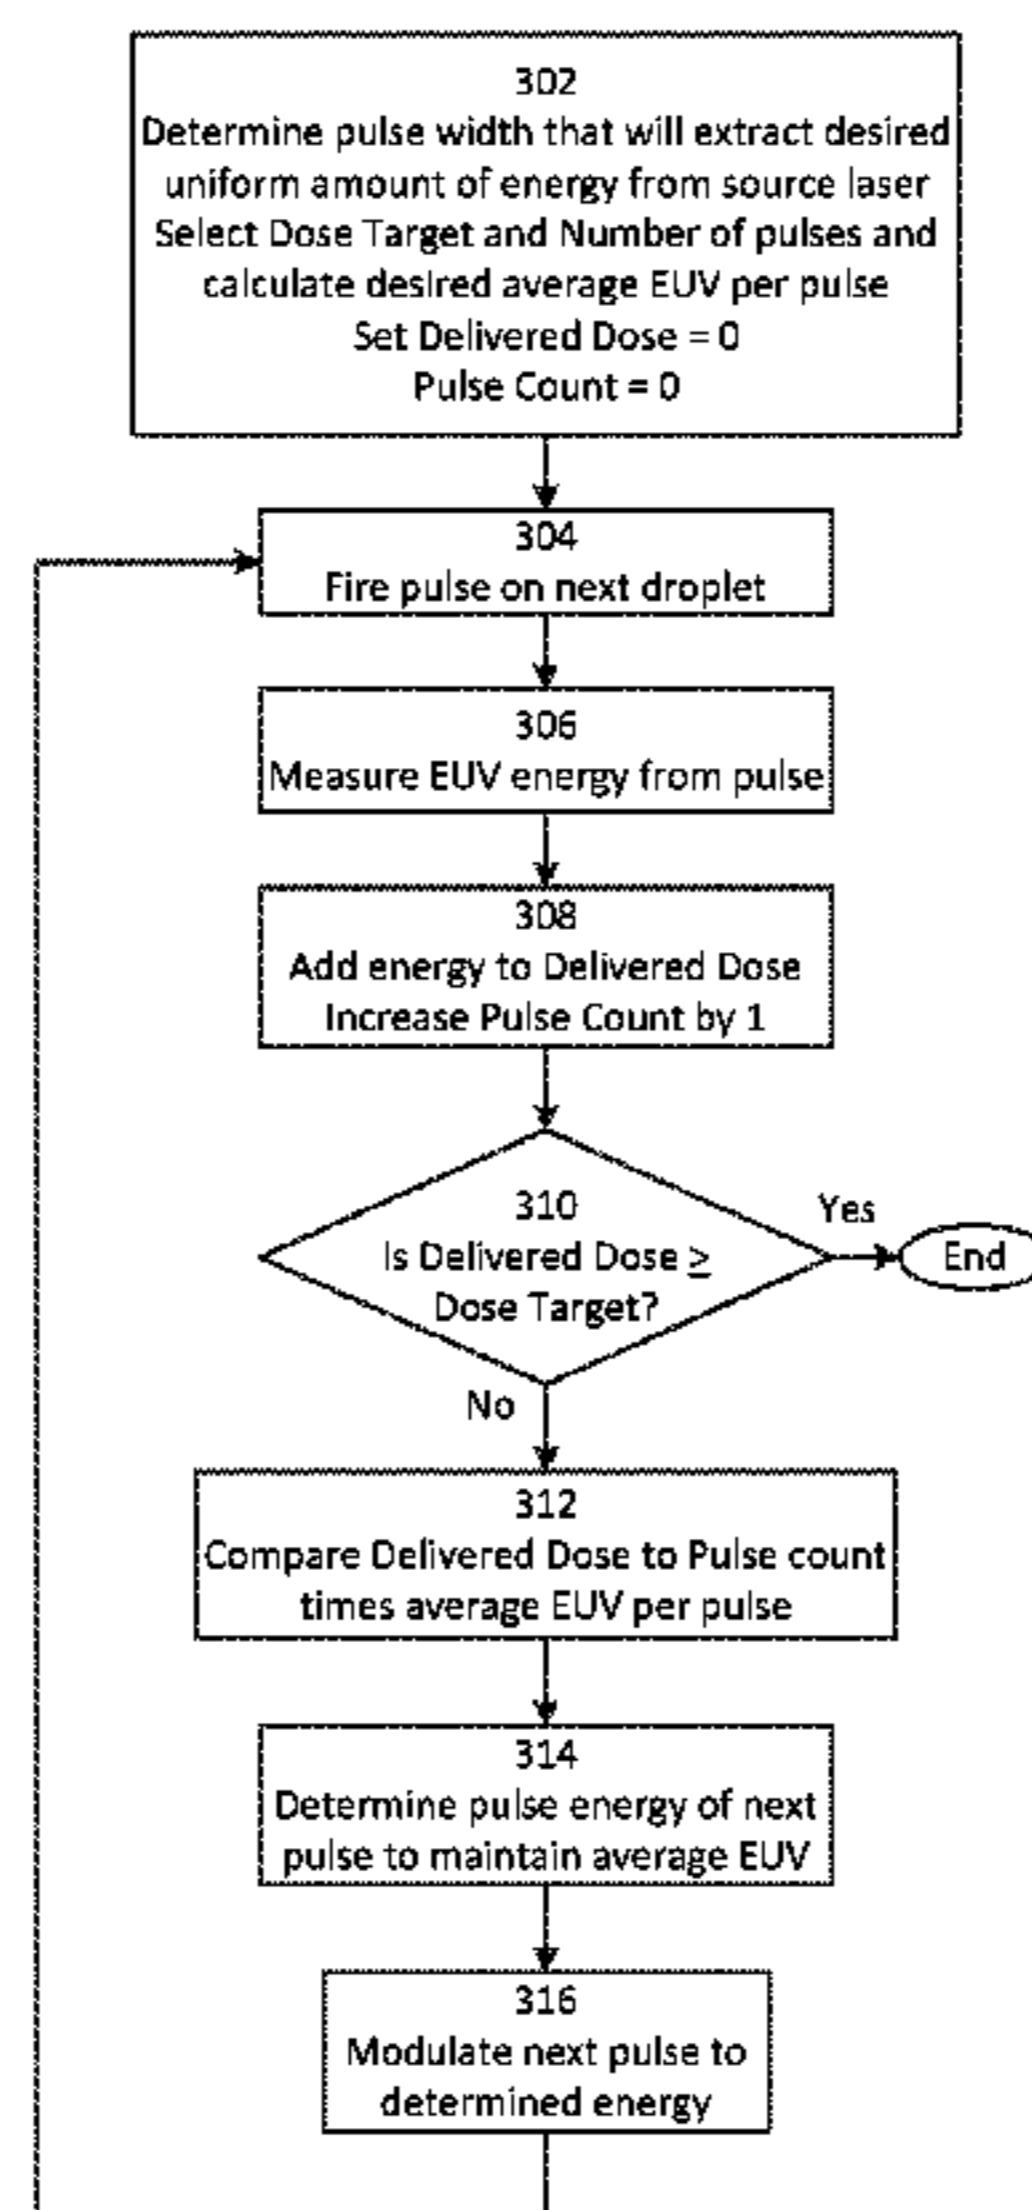 302
Determine pulse width that will extract desired
uniform amount of energy from source laser
Select Dose Target and Number of pulses and
calculate desired average EUV per pulse
Set Delivered Dose = 0
Pulse Count = 0
304
Fire pulse on next droplet
306
Measure EUV energy from pulse
308
Add energy to Delivered Dose
Increase Pulse Count by 1
310
Is Delivered Dose ≥
Dose Target?
Yes
End
No
312
Compare Delivered Dose to Pulse count
times average EUV per pulse
314
Determine pulse energy of next
pulse to maintain average EUV
316
Modulate next pulse to
determined energy